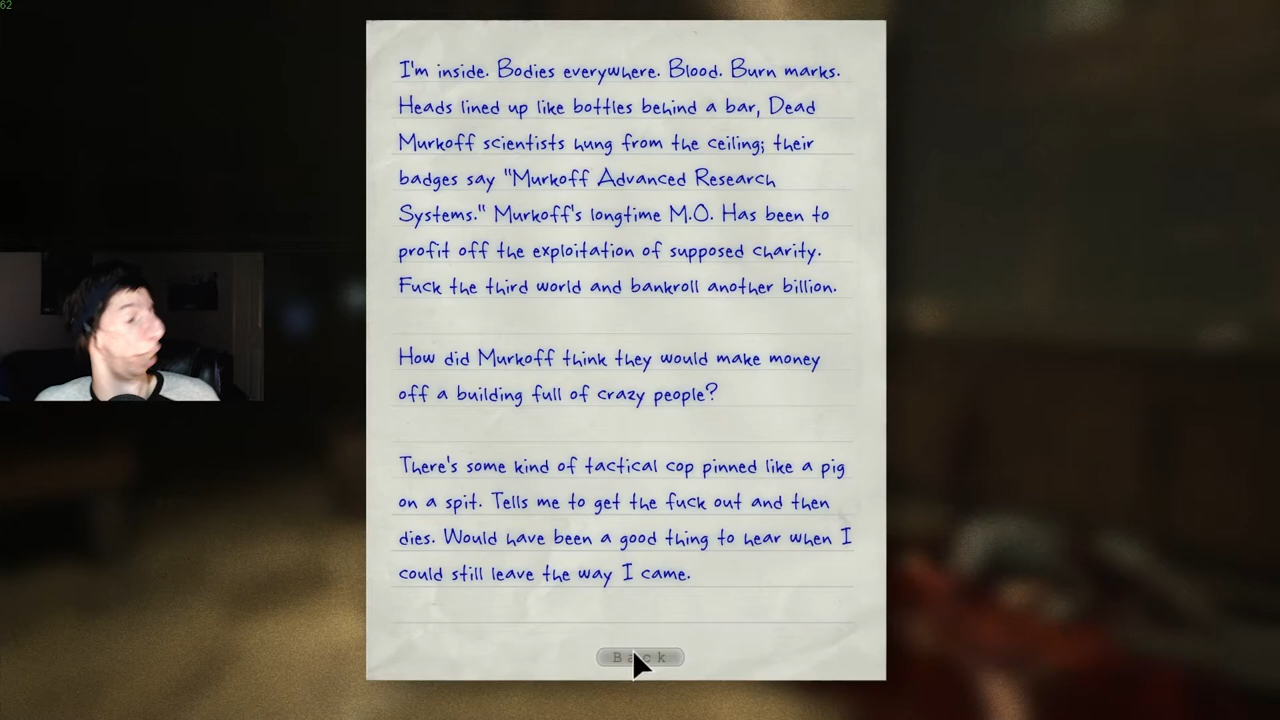 62
I'm inside. Bodies everywhere. Blood. Burn marks.
Heads lined up like bottles behind a bar, Dead
Murkoff scientists hung from the ceiling; their
badges say "Murkoff Advanced Research
Systems." Murkoff's longtime M.O. Has been to
profit off the exploitation of supposed charity.
Fuck the third world and bankroll another billion.
How did Murkoff think they would make money
off a building full of crazy people?
There's some kind of tactical cop pinned like a pig
on a spit. Tells me to get the fuck out and then
dies. Would have been a good thing to hear when I
could still leave the way I came.
Back